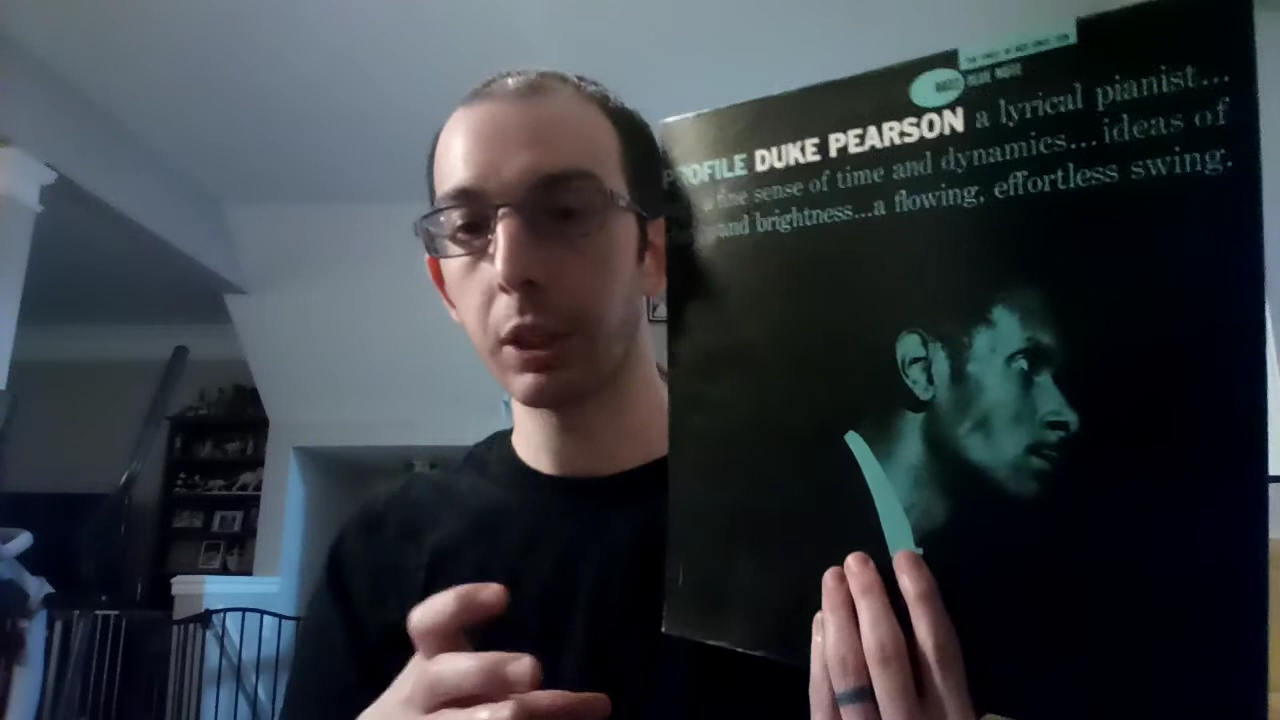 BLUE NOTE
PROFILE DUKE PEARSON a lyrical pianist...
fine sense of time and dynamics...ideas of
and brightness...a flowing, effortless swing.